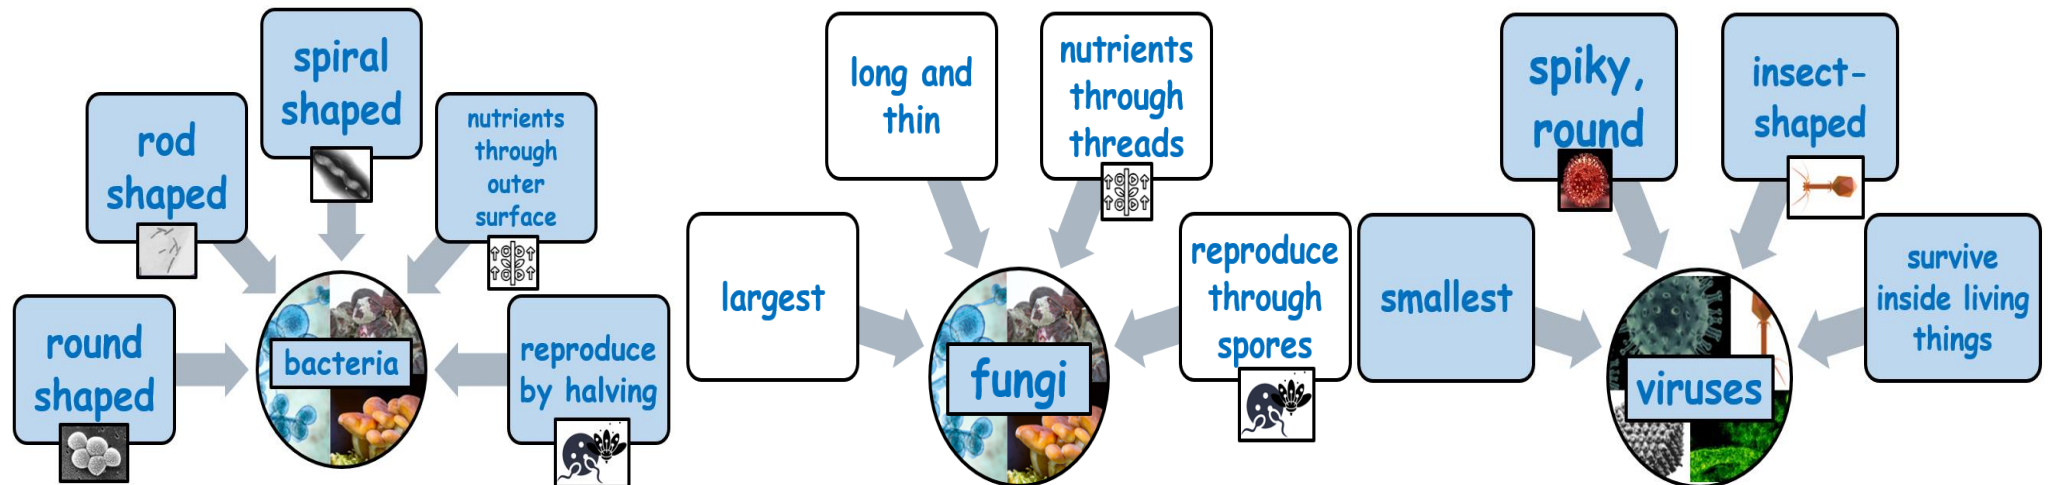 round
shaped
rod
shaped
spiral
shaped
nutrients
through
outer
surface
reproduce
by halving
bacteria
largest
long and
thin
nutrients
through
threads
reproduce
through
spores
fungi
smallest
spiky,
round
insect-
shaped
survive
inside living
things
viruses